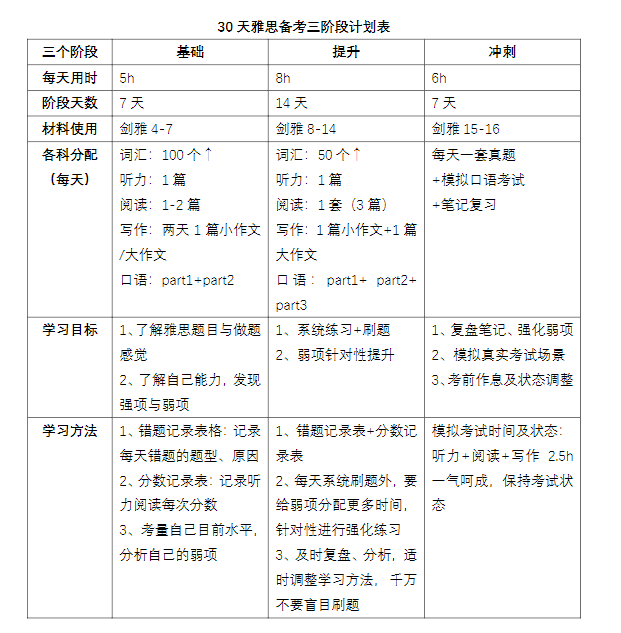 30 天雅思备考三阶段计划表
三个阶段 基础 提升 冲刺
每天用时 5h 8h 6h
阶段天数 7 天 14 天 7 天
材料使用 剑雅 4-7 剑雅 8-14 剑雅 15-16
各科分配
（每天）
词汇：100 个↑
听力：1 篇
阅读：1-2 篇
写作：两天 1 篇小作文
/大作文
口语：part1+part2
词汇：50 个↑
听力：1 篇
阅读：1 套（3 篇）
写作：1 篇小作文+1 篇
大作文
口语：part1+ part2+
part3
每天一套真题
+模拟口语考试
+笔记复习
学习目标
1、了解雅思题目与做题
感觉
2、了解自己能力，发现
强项与弱项
1、系统练习+刷题
2、弱项针对性提升
1、复盘笔记、强化弱项
2、模拟真实考试场景
3、考前作息及状态调整
学习方法
1、错题记录表格：记录
每天错题的题型、原因
2、分数记录表：记录听
力阅读每次分数
3、考量自己目前水平，
分析自己的弱项
1、错题记录表+分数记
录表
2、每天系统刷题外，要
给弱项分配更多时间，
针对性进行强化练习
3、及时复盘、分析，适
时调整学习方法，千万
不要盲目刷题
模拟考试时间及状态：
听力+阅读+写作 2.5h
一气呵成，保持考试状
态